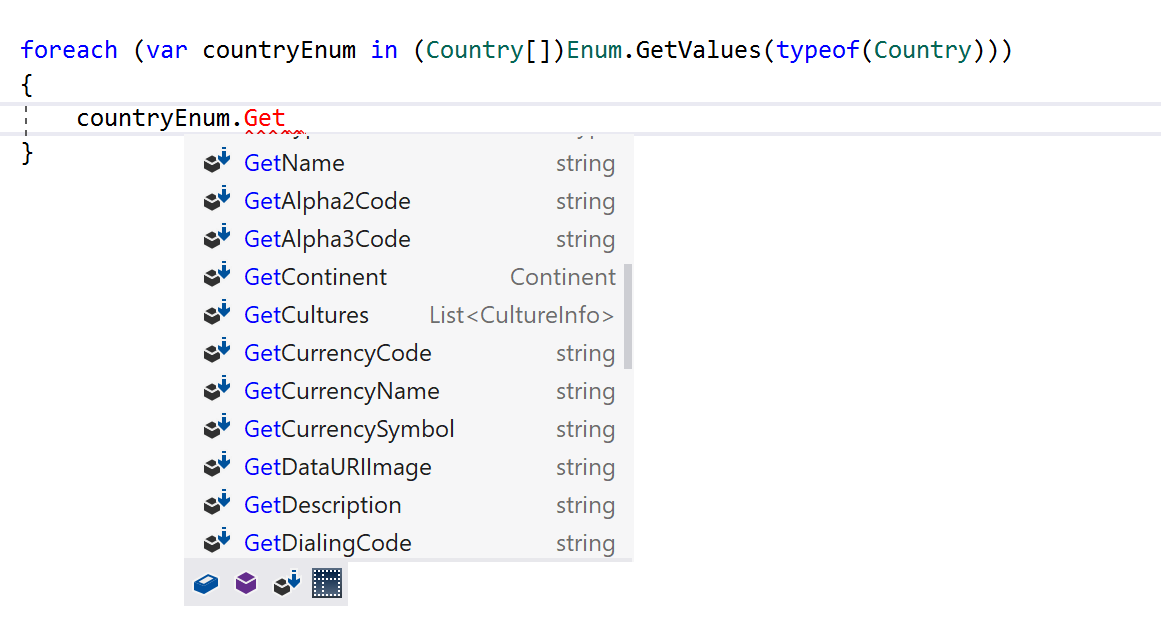 foreach (var countryEnum in (Country[])Enum.GetValues(typeof(Country)))
{
countryEnum.Get
}
GetName string
GetAlpha2Code string
GetAlpha3Code string
GetContinent Continent
GetCultures List<CultureInfo>
GetCurrencyCode string
GetCurrencyName string
GetCurrencySymbol string
GetDataURIImage string
GetDescription string
GetDialingCode string